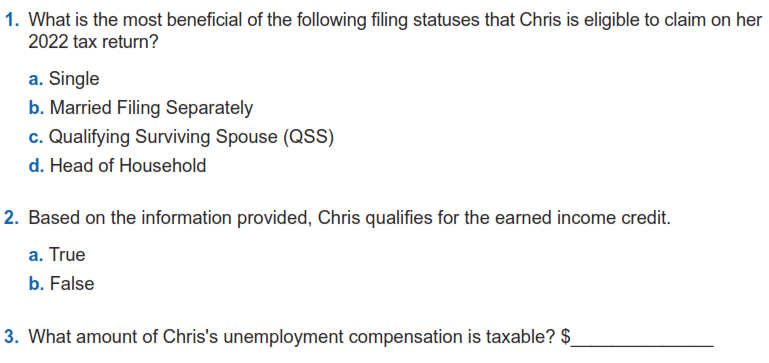 1. What is the most beneficial of the following filing statuses that Chris is eligible to claim on her
2022 tax return?
a. Single
b. Married Filing Separately
c. Qualifying Surviving Spouse (QSS)
d. Head of Household
2. Based on the information provided, Chris qualifies for the earned income credit.
a. True
b. False
3. What amount of Chris's unemployment compensation is taxable? $_______________